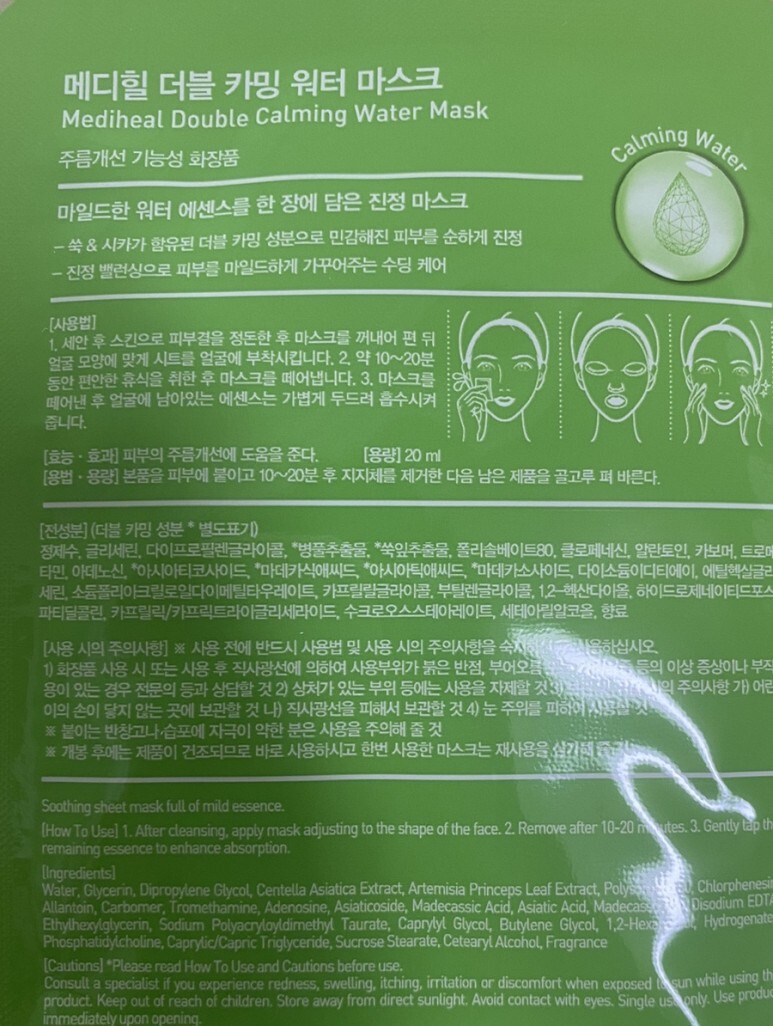 메디힐 더블 카밍 워터 마스크
Mediheal Double Calming Water Mask
주름개선 기능성 화장품
Calming Water
마일드한 워터 에센스를 한 장에 담은 진정 마스크
– 쑥 & 시카가 함유된 더블 카밍 성분으로 민감해진 피부를 순하게 진정
– 진정 밸런싱으로 피부를 마일드하게 가꾸어주는 수딩 케어
[사용법]
1. 세안 후 스킨으로 피부결을 정돈한 후 마스크를 꺼내어 편 뒤
얼굴 모양에 맞게 시트를 얼굴에 부착시킵니다. 2. 약 10~20분
동안 편안한 휴식을 취한 후 마스크를 떼어냅니다. 3. 마스크를
떼어낸 후 얼굴에 남아있는 에센스는 가볍게 두드려 흡수시켜
줍니다.
[효능 · 효과] 피부의 주름개선에 도움을 준다. [용량] 20 ml
[용법 · 용량] 본품을 피부에 붙이고 10~20분 후 지지체를 제거한 다음 남은 제품을 골고루 펴 바른다.
[전성분] (더블 카밍 성분 * 별도표기)
정제수, 글리세린, 다이프로필렌글라이콜, *병풀추출물, *쑥잎추출물, 폴리솔베이트80, 클로페네신, 알란토인, 카보머, 트로메
타민, 아데노신, *아시아티코사이드, *마데카식애씨드, *아시아틱애씨드, *마데카소사이드, 다이소듐이디티에이, 에틸헥실글리
세린, 소듐폴리아크릴로일다이메틸타우레이트, 카프릴릴글라이콜, 부틸렌글라이콜, 1,2-헥산다이올, 하이드로제네이티드포스
파티딜콜린, 카프릴릭/카프릭트라이글리세라이드, 수크로오스스테아레이트, 세테아릴알코올, 향료
[사용 시의 주의사항] ※ 사용 전에 반드시 사용법 및 사용 시의 주의사항을 사용하십시오.
1) 화장품 사용 시 또는 사용 후 직사광선에 의하여 사용부위가 붉은 반점, 부어오름 등의 이상 증상이나 부작
용이 있는 경우 전문의 등과 상담할 것 2) 상처가 있는 부위 등에는 사용을 자제할 것 주의사항 가) 어린
이의 손이 닿지 않는 곳에 보관할 것 나) 직사광선을 피해서 보관할 것 4) 눈 주위를 피하여 사용할 것
※ 붙이는 반창고나 습포에 자극이 약한 분은 사용을 주의해 줄 것
※ 개봉 후에는 제품이 건조되므로 바로 사용하시고 한번 사용한 마스크는 재사용을
Soothing sheet mask full of mild essence.
[How To Use] 1. After cleansing, apply mask adjusting to the shape of the face. 2. Remove after 10-20 minutes. 3. Gently tap th
remaining essence to enhance absorption.
[Ingredients]
Water, Glycerin, Dipropylene Glycol, Centella Asiatica Extract, Artemisia Princeps Leaf Extract, Chlorphenesin
Allantoin, Carbomer, Tromethamine, Adenosine, Asiaticoside, Madecassic Acid, Asiatic Acid, Disodium EDTA
Ethylhexylglycerin, Sodium Polyacryloyldimethyl Taurate, Caprylyl Glycol, Butylene Glycol, Hydrogenate
Phosphatidylcholine, Caprylic/Capric Triglyceride, Sucrose Stearate, Cetearyl Alcohol, Fragrance
[Cautions] *Please read How To Use and Cautions before use.
Consult a specialist if you experience redness, swelling, itching, irritation or discomfort when exposed to sun while using th
product. Keep out of reach of children. Store away from direct sunlight. Avoid contact with eyes. Single use only. Use produc
immediately upon opening.